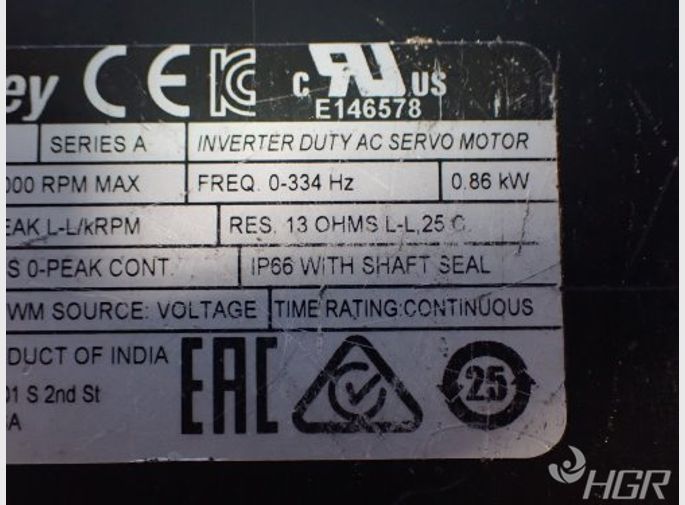 ey CE KC c RU US
E146578
SERIES A INVERTER DUTY AC SERVO MOTOR
000 RPM MAX FREQ. 0-334 Hz 0.86 kW
EAK L-L/kRPM RES. 13 OHMS L-L,25 C.
S 0-PEAK CONT. IP66 WITH SHAFT SEAL
WM SOURCE: VOLTAGE TIME RATING:CONTINUOUS
DUCT OF INDIA
01 S 2nd St
A
EAC 25
HGR